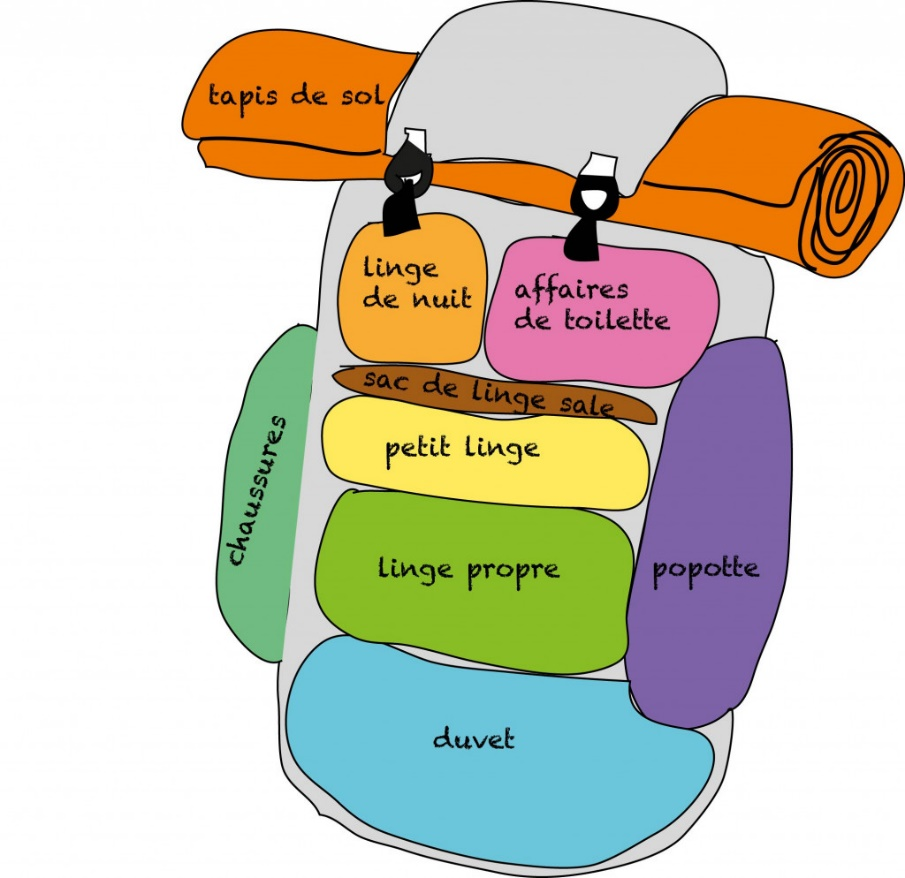 tapis de sol
linge
de nuit
affaires
de toilette
sac de linge sale
petit linge
chaussures
linge propre
popotte
duvet